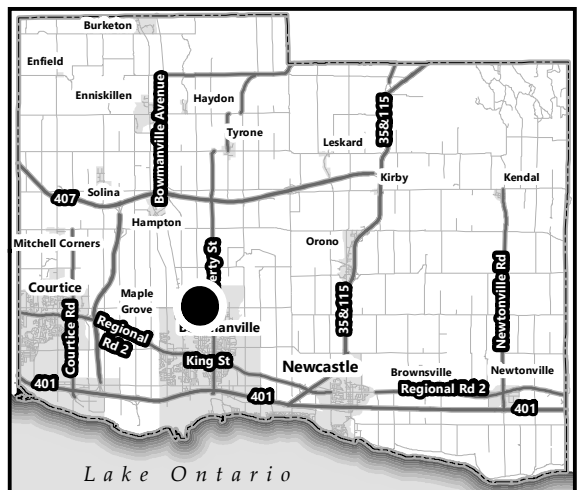 Burketon
Enfield
Enniskillen
Bowmanville Avenue
Haydon
Tyrone
35&115
Leskard
Kirby
Kendal
407
Solina
Hampton
Mitchell Corners
Orono
Courtice
Maple
Grove
35&115
Newtonville Rd
Courtice Rd
Regional
Rd 2
King St
Newcastle
Brownsville
Newtonville
Regional Rd 2
401
401
401
Lake Ontario